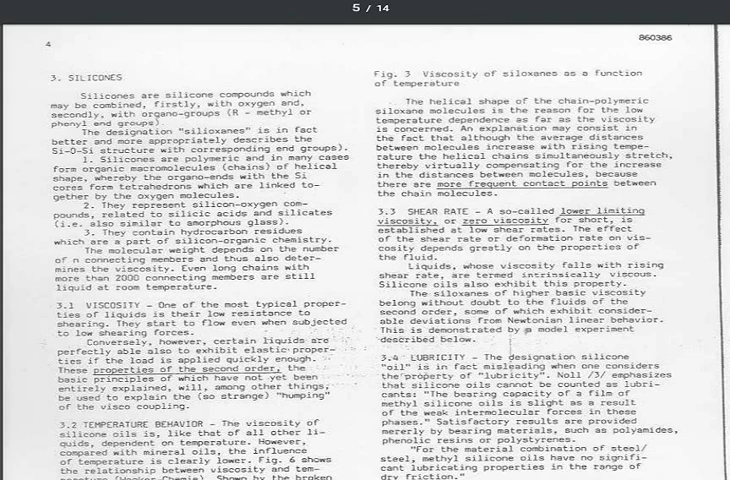 5 / 14
4
860386
3. SILICONES
Silicones are silicone compounds which
may be combined, firstly, with oxygen and,
secondly, with organo-groups (R - methyl or
phenyl end groups).
The designation "siloxanes" is in fact
better and more appropriately describes the
Si-O-Si structure with corresponding end groups).
1. Silicones are polymeric and in many cases
form organic macromolecules (chains) of helical
shape, whereby the organo-ends with the Si
cores form tetrahedrons which are linked to-
gether by the oxygen molecules.
2. They represent silicon-oxygen com-
pounds, related to silicic acids and silicates
(i.e. also similar to amorphous glass).
3. They contain hydrocarbon residues
which are a part of silicon-organic chemistry.
The molecular weight depends on the number
of n connecting members and thus also deter-
mines the viscosity. Even long chains with
more than 2000 connecting members are still
liquid at room temperature.
3.1 VISCOSITY - One of the most typical proper-
ties of liquids is their low resistance to
shearing. They start to flow even when subjected
to low shearing forces.
Conversely, however, certain liquids are
perfectly able also to exhibit elastic proper-
ties if the load is applied quickly enough.
These properties of the second order, the
basic principles of which have not yet been
entirely explained, will, among other things,
be used to explain the (so strange) "humping"
of the visco coupling.
3.2 TEMPERATURE BEHAVIOR - The viscosity of
silicone oils is, like that of all other li-
quids, dependent on temperature. However,
compared with mineral oils, the influence
of temperature is clearly lower. Fig. 6 shows
the relationship between viscosity and tem-
perature (Wacker-Chemie). Shown by the broken
Fig. 3 Viscosity of siloxanes as a function
of temperature
The helical shape of the chain-polymeric
siloxane molecules is the reason for the low
temperature dependence as far as the viscosity
is concerned. An explanation may consist in
the fact that although the average distances
between molecules increase with rising tempe-
rature the helical chains simultaneously stretch,
thereby virtually compensating for the increase
in the distances between molecules, because
there are more frequent contact points between
the chain molecules.
3.3 SHEAR RATE - A so-called lower limiting
viscosity, or zero viscosity for short, is
established at low shear rates. The effect
of the shear rate or deformation rate on vis-
cosity depends greatly on the properties of
the fluid.
Liquids, whose viscosity falls with rising
shear rate, are termed intrinsically viscous.
Silicone oils also exhibit this property.
The siloxanes of higher basic viscosity
belong without doubt to the fluids of the
second order, some of which exhibit consider-
able deviations from Newtonian linear behavior.
This is demonstrated by a model experiment
described below.
3.4 LUBRICITY - The designation silicone
"oil" is in fact misleading when one considers
the property of "lubricity". Noll /3/ emphasizes
that silicone oils cannot be counted as lubri-
cants: "The bearing capacity of a film of
methyl silicone oils is slight as a result
of the weak intermolecular forces in these
phases." Satisfactory results are provided
mererly by bearing materials, such as polyamides,
phenolic resins or polystyrenes.
"For the material combination of steel/
steel, methyl silicone oils have no signifi-
cant lubricating properties in the range of
dry friction."